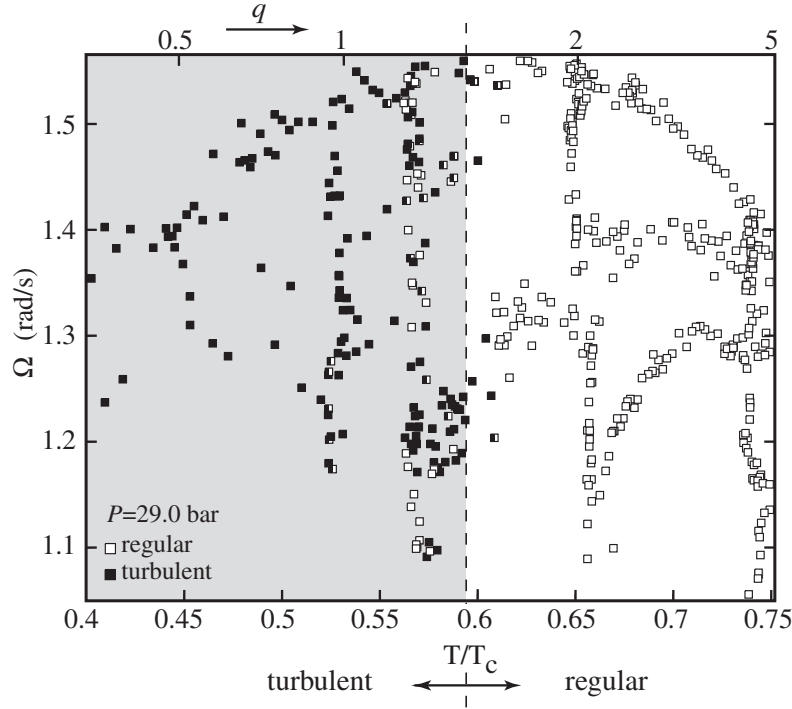 q
0.5 1 2 5
1.5
1.4
1.3
1.2
1.1
Ω (rad/s)
P=29.0 bar
regular
turbulent
0.4 0.45 0.5 0.55 0.6 0.65 0.7 0.75
T/Tc
turbulent regular